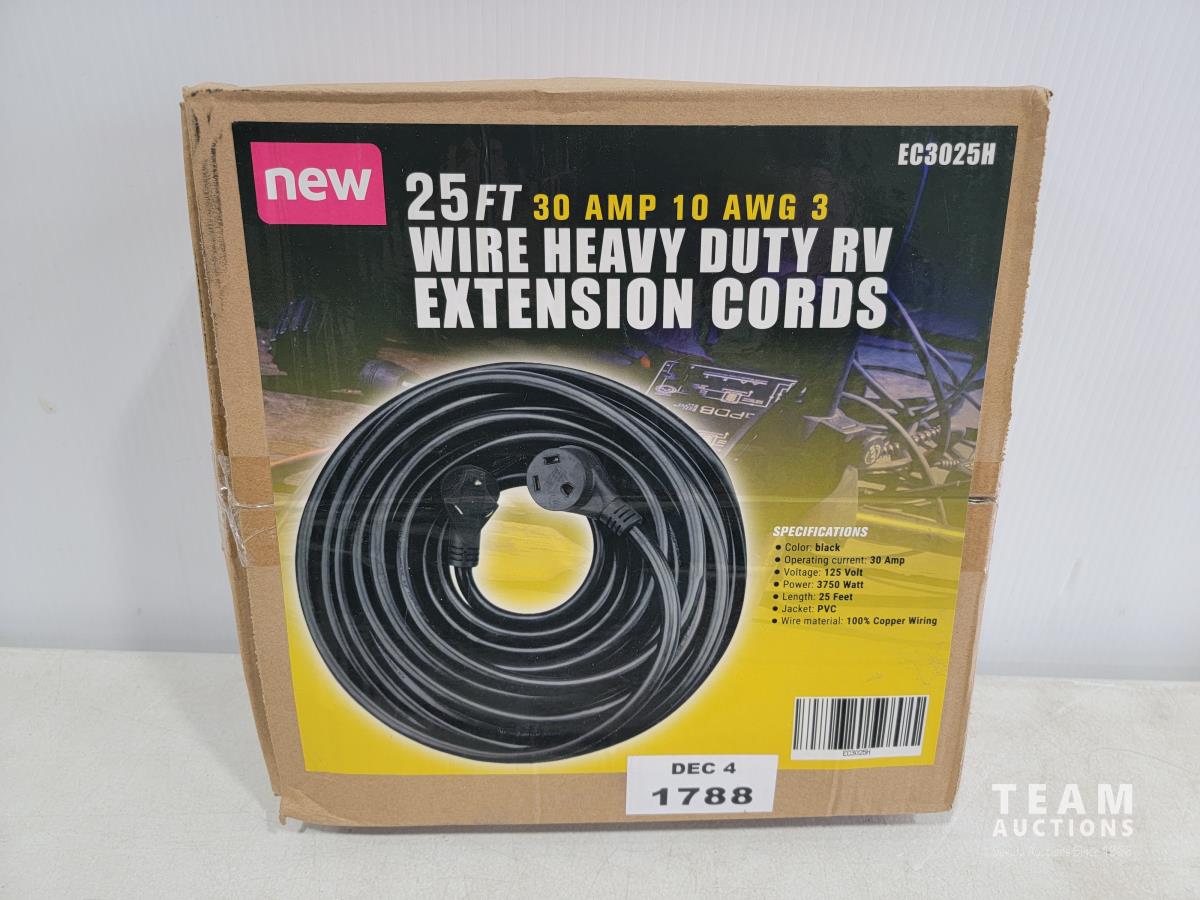 new
EC3025H
25FT 30 AMP 10 AWG 3
WIRE HEAVY DUTY RV
EXTENSION CORDS
PDB
SPECIFICATIONS
• Color: black
• Operating current: 30 Amp
• Voltage: 125 Volt
• Power: 3750 Watt
• Length: 25 Feet
• Jacket: PVC
• Wire material: 100% Copper Wiring
EC3025H
DEC 4
1788
TEAM
AUCTIONS